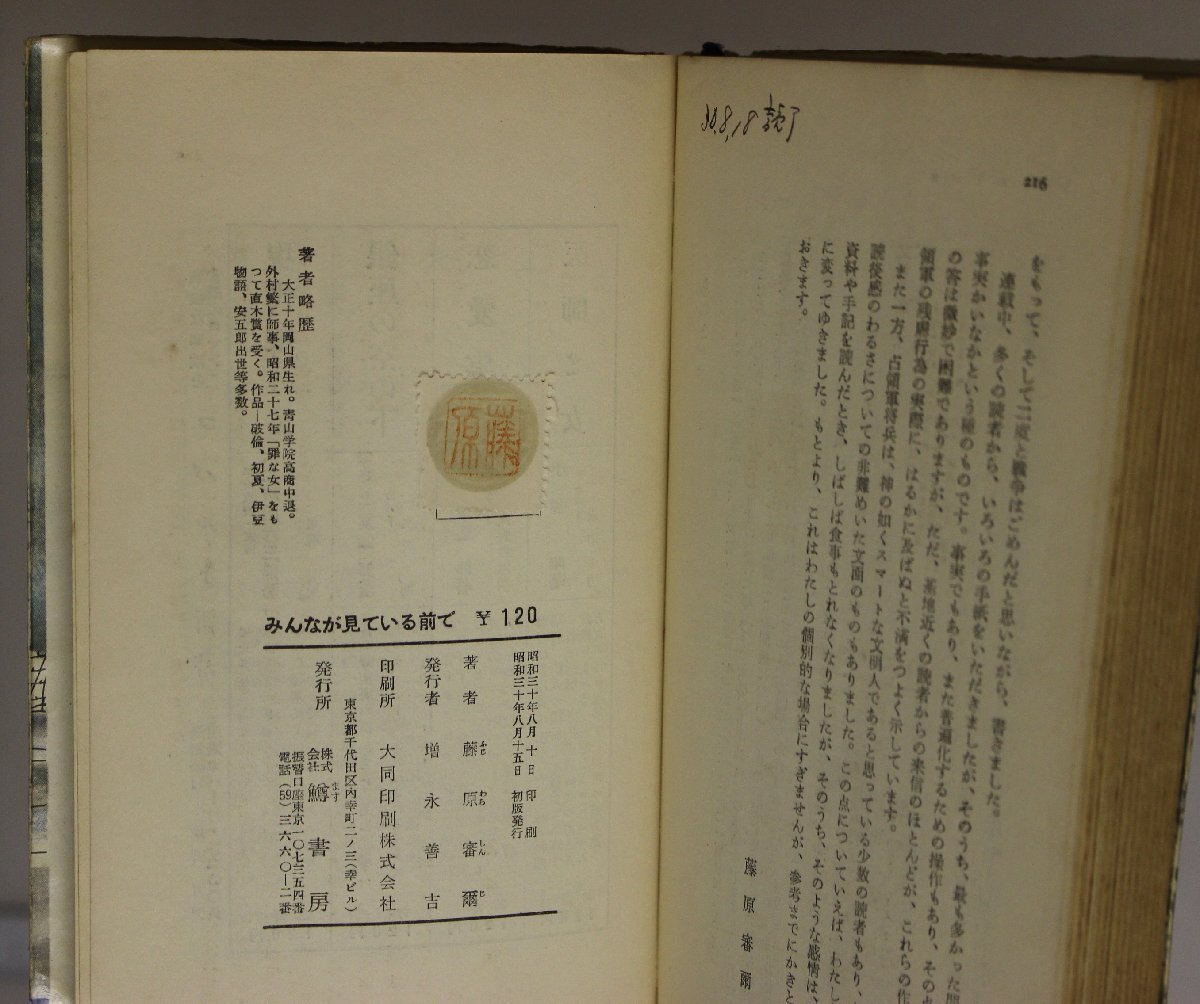 30.8.18 読了
216
をもって、そして二度と戦争はごめんだと思いながら、書きました。
連載中、多くの読者から、いろいろの手紙をいただきましたが、そのうち、最も多かった
事実かいなかという種のものです。事実でもあり、また普遍化するための操作もあり、その
の答は微妙で困難でありますが、ただ、基地近くの読者からの来信のほとんどが、これらの作
領軍の残虐行為の実際に、はるかに及ばぬと不満をつよく示しています。
また一方、占領軍将兵は、神の如くスマートな文明人であると思っている少数の読者もあり、
読後感のわるさについての非難めいた文面のものもありました。この点についていえば、わたし
資料や手記を読んだとき、しばしば食事もとれなくなりましたが、そのうち、そのような感情は、
に変ってゆきました。もとより、これはわたしの個別的な場合にすぎませんが、参考までにかきと
おきます。
藤原審爾
著者略歴
大正十年岡山県生れ。青山学院高商中退。
外村繁に師事、昭和二十七年「罪な女」をも
つて直木賞を受く。作品―破倫、初夏、伊豆
物語、安五郎出世等多数。
藤原
みんなが見ている前で ¥120
昭和三十年八月十日 印刷
昭和三十年八月十五日 初版発行
著者 藤原審爾
ふじ わら しん じ
発行者 増永善吉
印刷所 大同印刷株式会社
東京都千代田区内幸町二ノ三(幸ビル)
発行所 株式会社 鱒書房
ます
振替口座東京一〇七三五四番
電話(59)三六六〇―二番